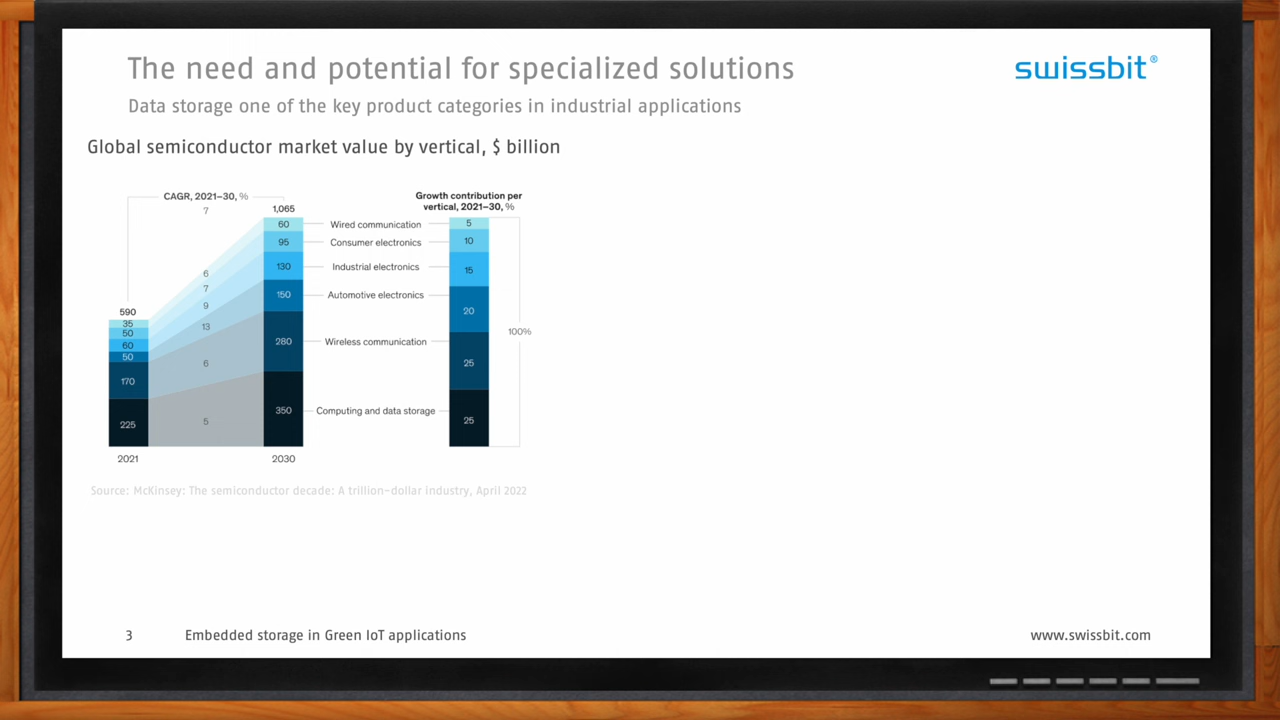 The need and potential for specialized solutions
swissbit®
Data storage one of the key product categories in industrial applications
Global semiconductor market value by vertical, $ billion
CAGR, 2021–30, %
7
Growth contribution per
vertical, 2021–30, %
1,065
60
Wired communication
5
95
Consumer electronics
10
130
Industrial electronics
15
6
7
150
Automotive electronics
9
20
590
35
13
50
60
280
Wireless communication
100%
50
6
25
170
350
Computing and data storage
225
5
25
2021
2030
Source: McKinsey: The semiconductor decade: A trillion-dollar industry, April 2022
3
Embedded storage in Green IoT applications
www.swissbit.com